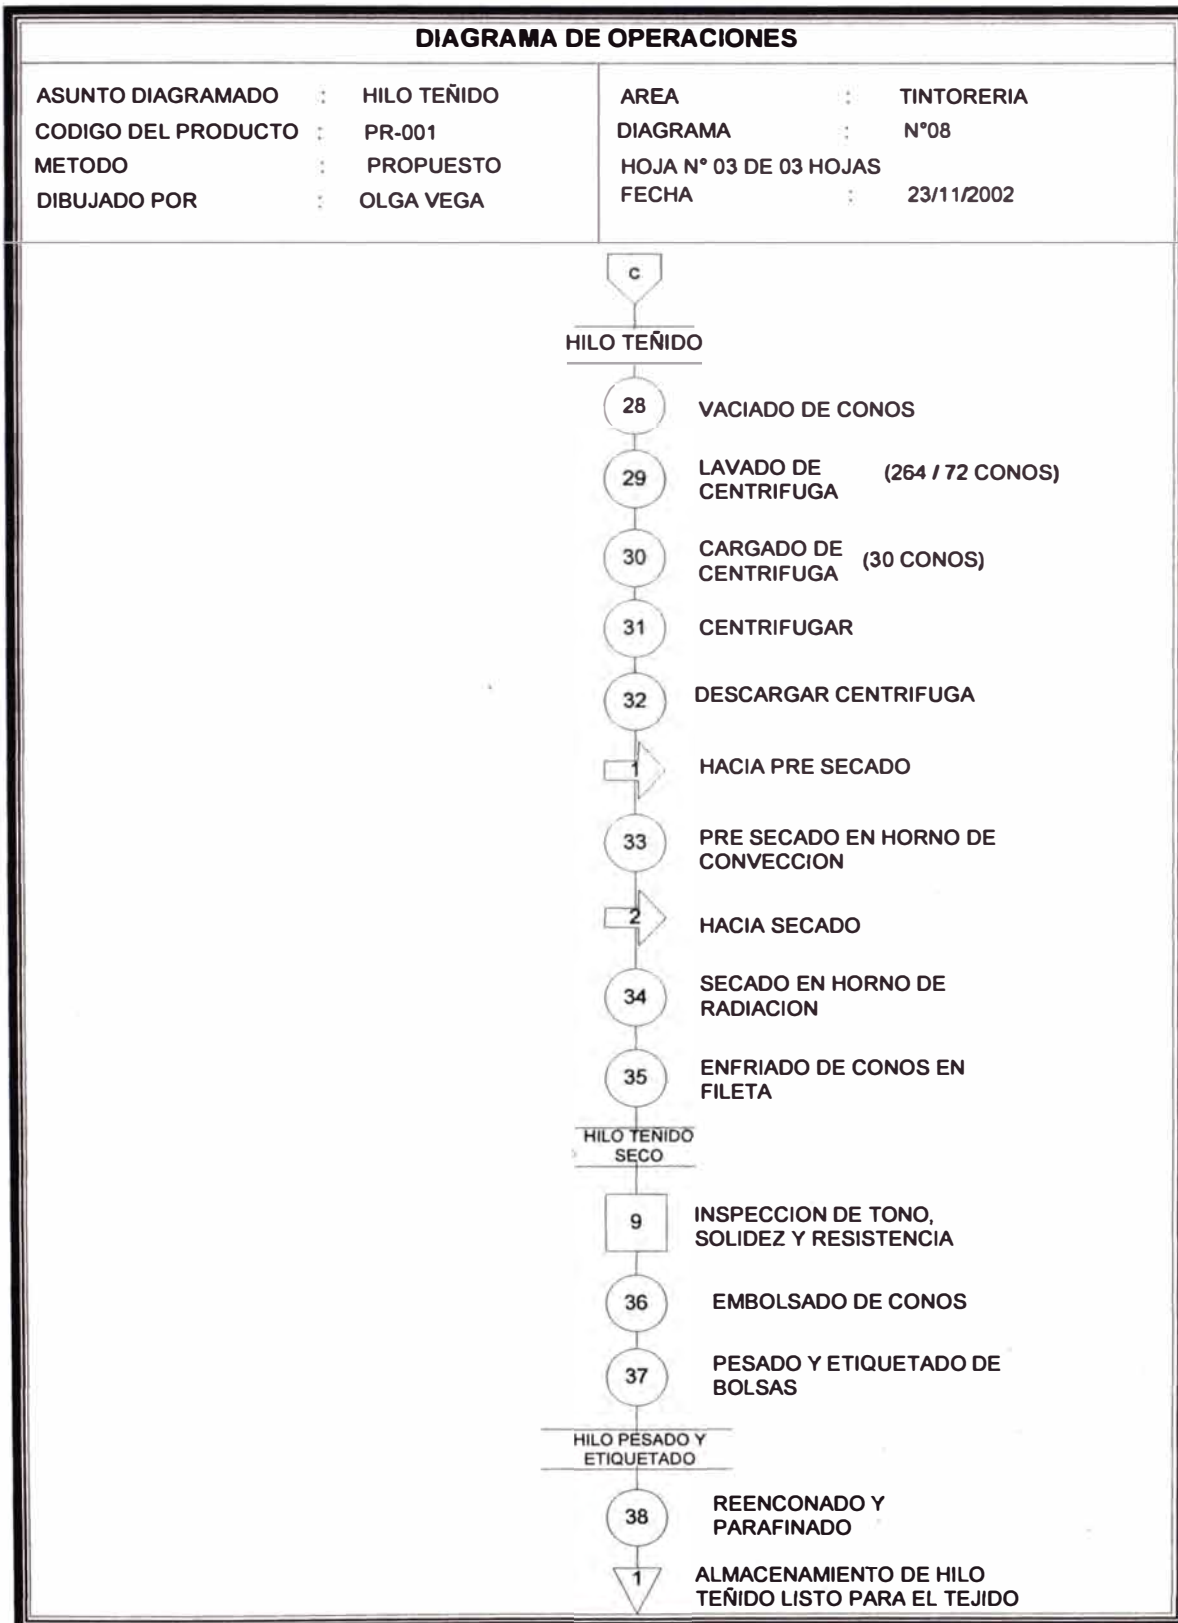 DIAGRAMA DE OPERACIONES
ASUNTO DIAGRAMADO : HILO TEÑIDO
CODIGO DEL PRODUCTO : PR-001
METODO : PROPUESTO
DIBUJADO POR : OLGA VEGA
AREA : TINTORERIA
DIAGRAMA : N°08
HOJA N° 03 DE 03 HOJAS
FECHA : 23/11/2002
C
HILO TEÑIDO
28 VACIADO DE CONOS
29 LAVADO DE (264 / 72 CONOS)
CENTRIFUGA
30 CARGADO DE (30 CONOS)
CENTRIFUGA
31 CENTRIFUGAR
32 DESCARGAR CENTRIFUGA
1 HACIA PRE SECADO
33 PRE SECADO EN HORNO DE
CONVECCION
2 HACIA SECADO
34 SECADO EN HORNO DE
RADIACION
35 ENFRIADO DE CONOS EN
FILETA
HILO TEÑIDO
SECO
9 INSPECCION DE TONO,
SOLIDEZ Y RESISTENCIA
36 EMBOLSADO DE CONOS
37 PESADO Y ETIQUETADO DE
BOLSAS
HILO PESADO Y
ETIQUETADO
38 REENCONADO Y
PARAFINADO
1 ALMACENAMIENTO DE HILO
TEÑIDO LISTO PARA EL TEJIDO